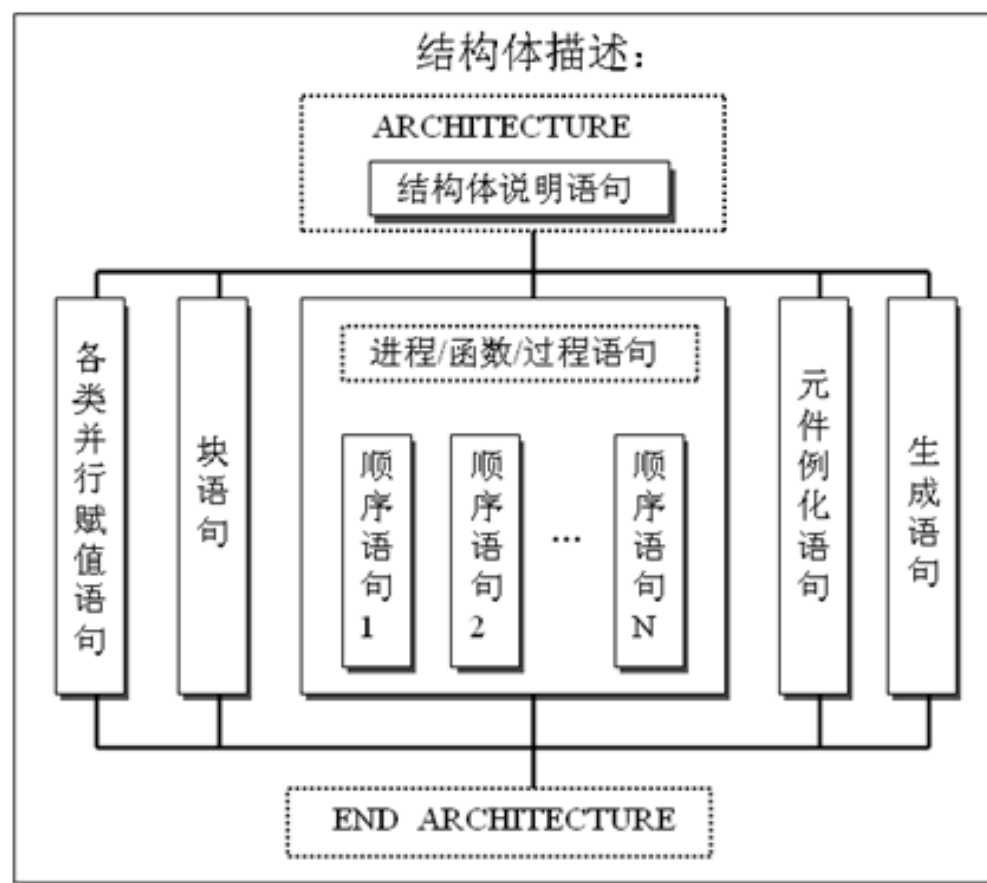 结构体描述：
ARCHITECTURE
结构体说明语句
各类并行赋值语句
块语句
进程/函数/过程语句
顺序语句1
顺序语句2
...
顺序语句N
元件例化语句
生成语句
END ARCHITECTURE